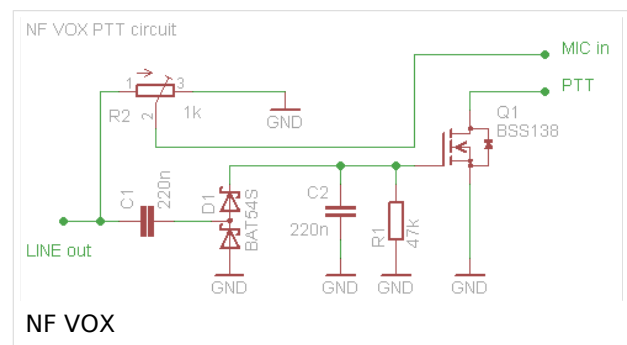 NF VOX PTT circuit
MIC in
PTT
1
3
R2
2
1k
GND
Q1
BSS138
C1
220n
D1
BAT54S
C2
220n
R1
47k
LINE out
GND
GND
GND
GND
NF VOX